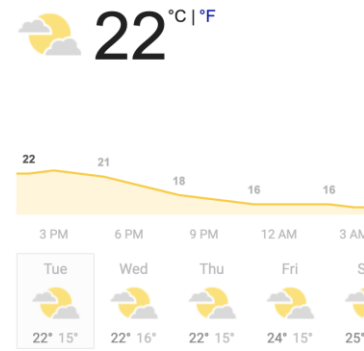 22 °C | °F
22 21 18 16 16
3 PM 6 PM 9 PM 12 AM 3 AM
Tue Wed Thu Fri S
22° 15° 22° 16° 22° 15° 24° 15° 25°